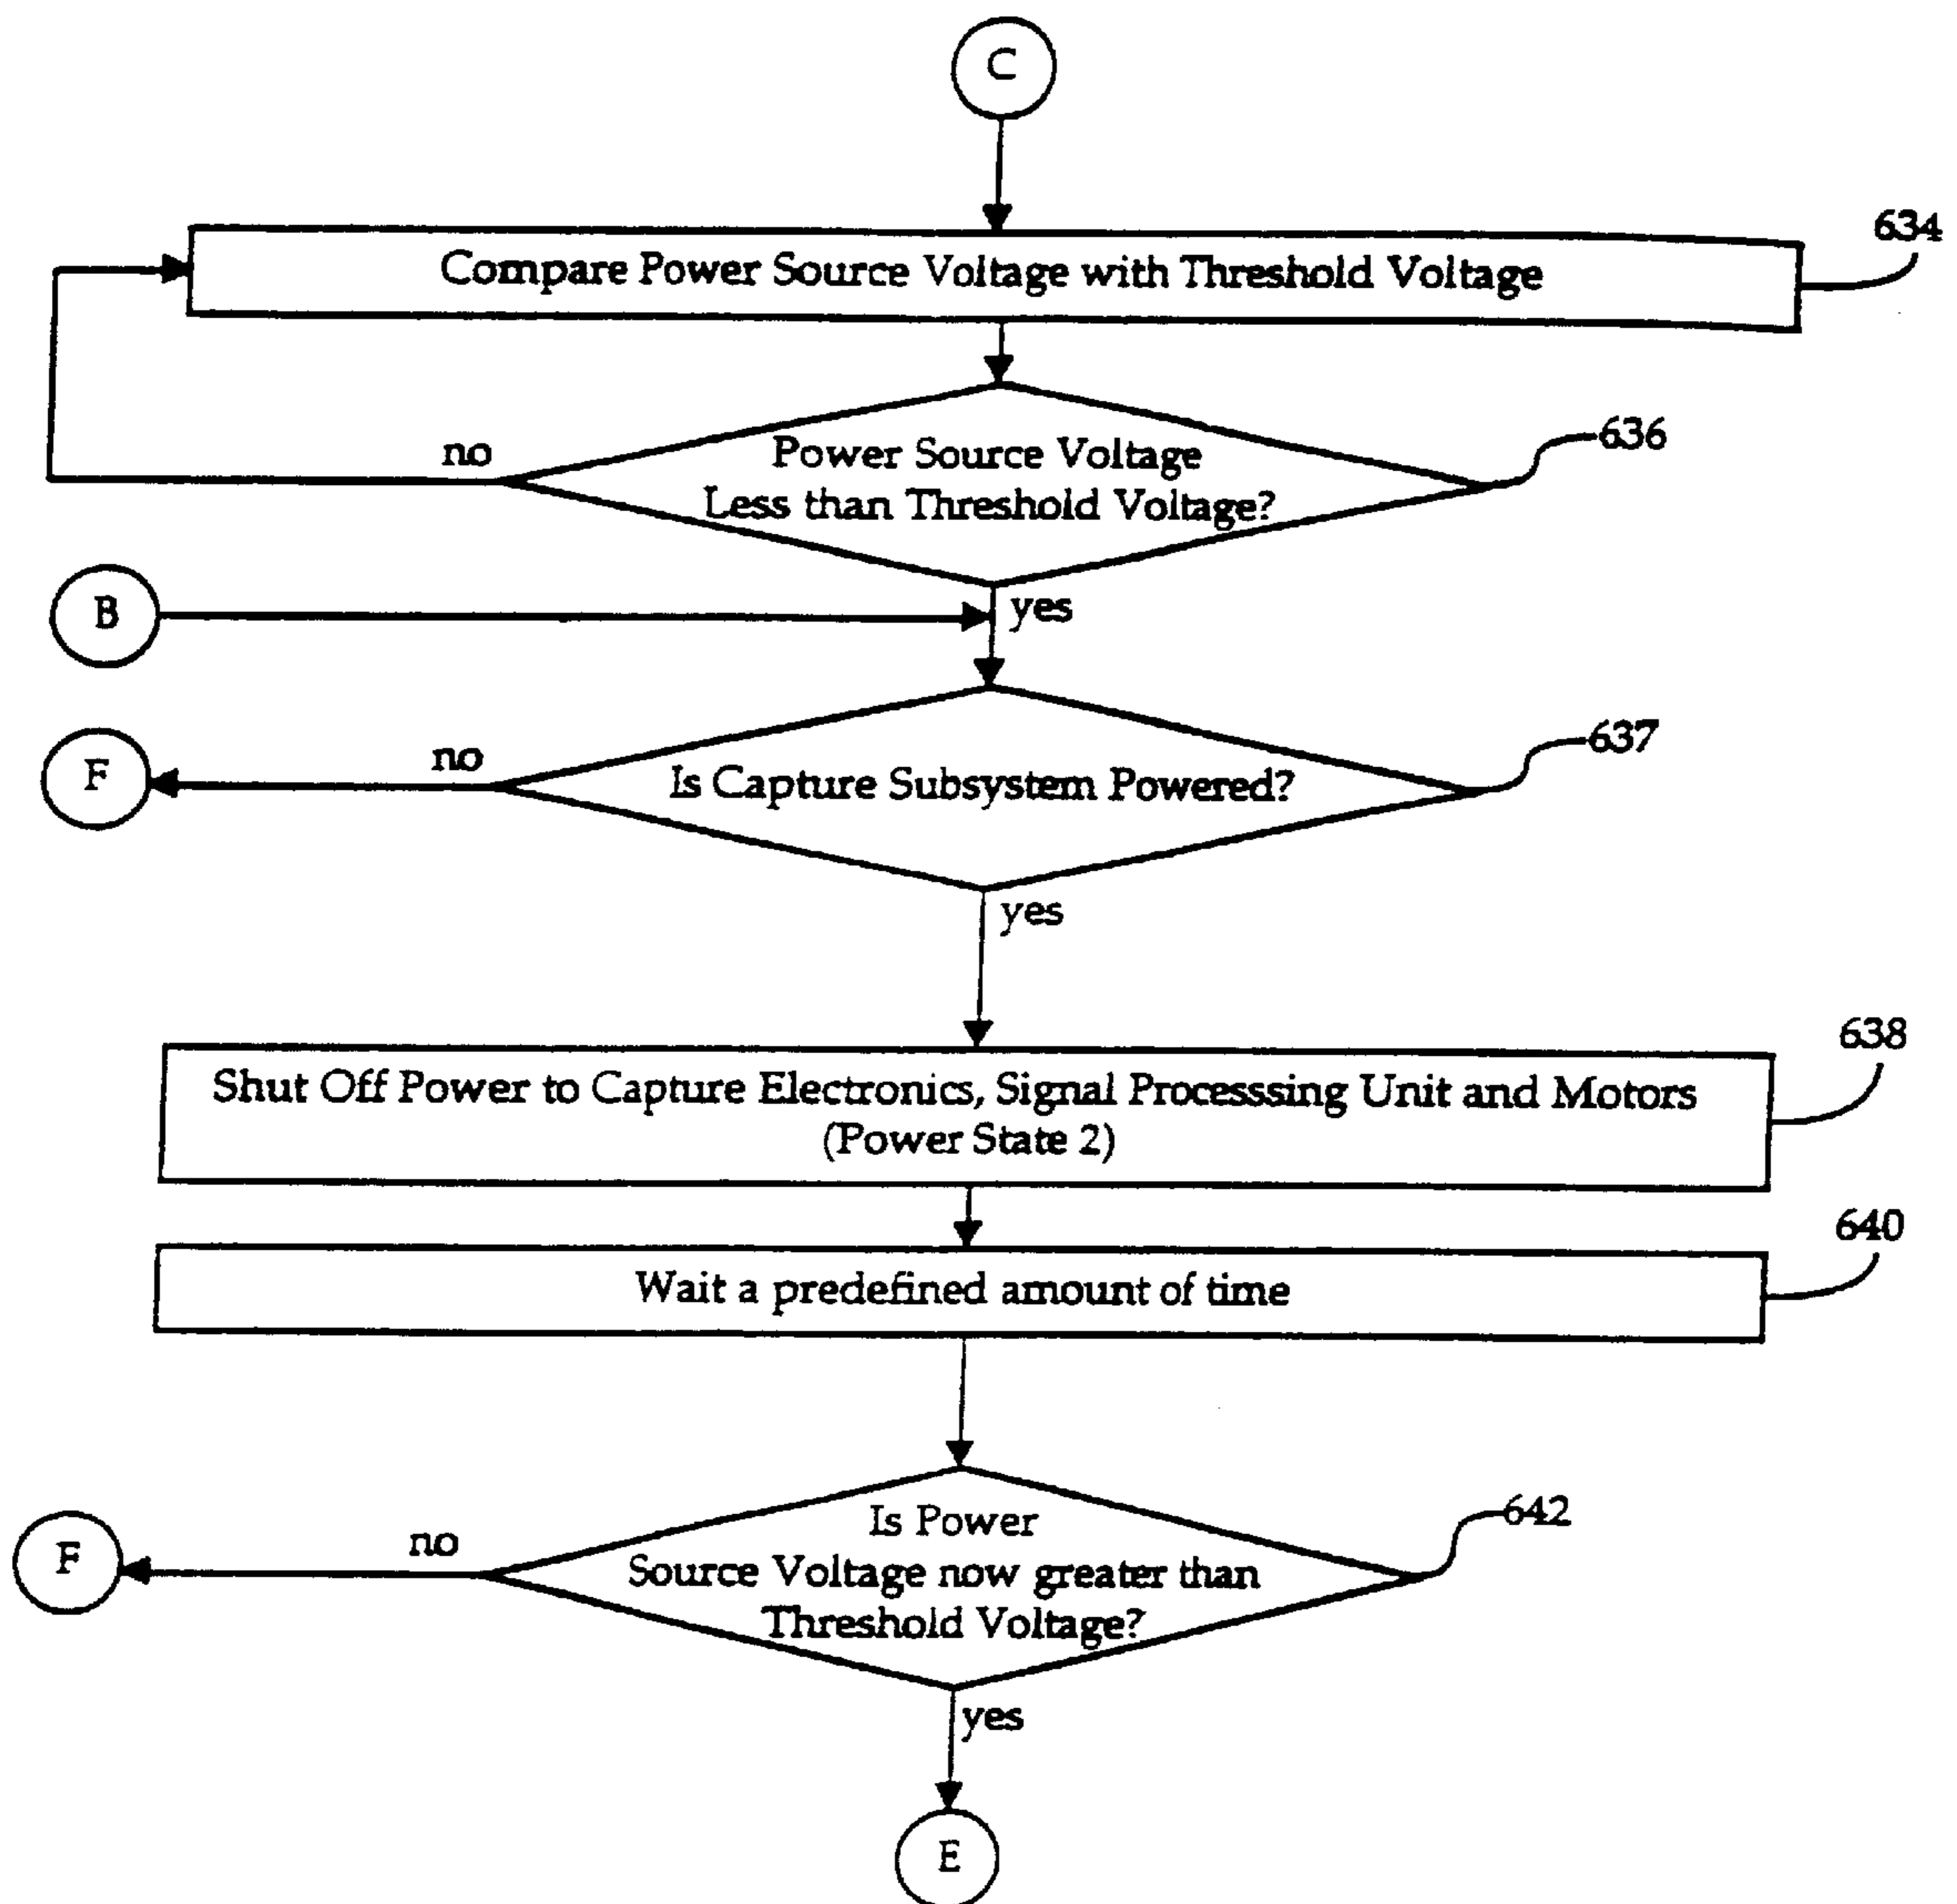 C
634
Compare Power Source Voltage with Threshold Voltage
636
no
Power Source Voltage
Less than Threshold Voltage?
B
yes
637
F
no
Is Capture Subsystem Powered?
yes
638
Shut Off Power to Capture Electronics, Signal Processsing Unit and Motors
(Power State 2)
640
Wait a predefined amount of time
642
F
no
Is Power
Source Voltage now greater than
Threshold Voltage?
yes
E